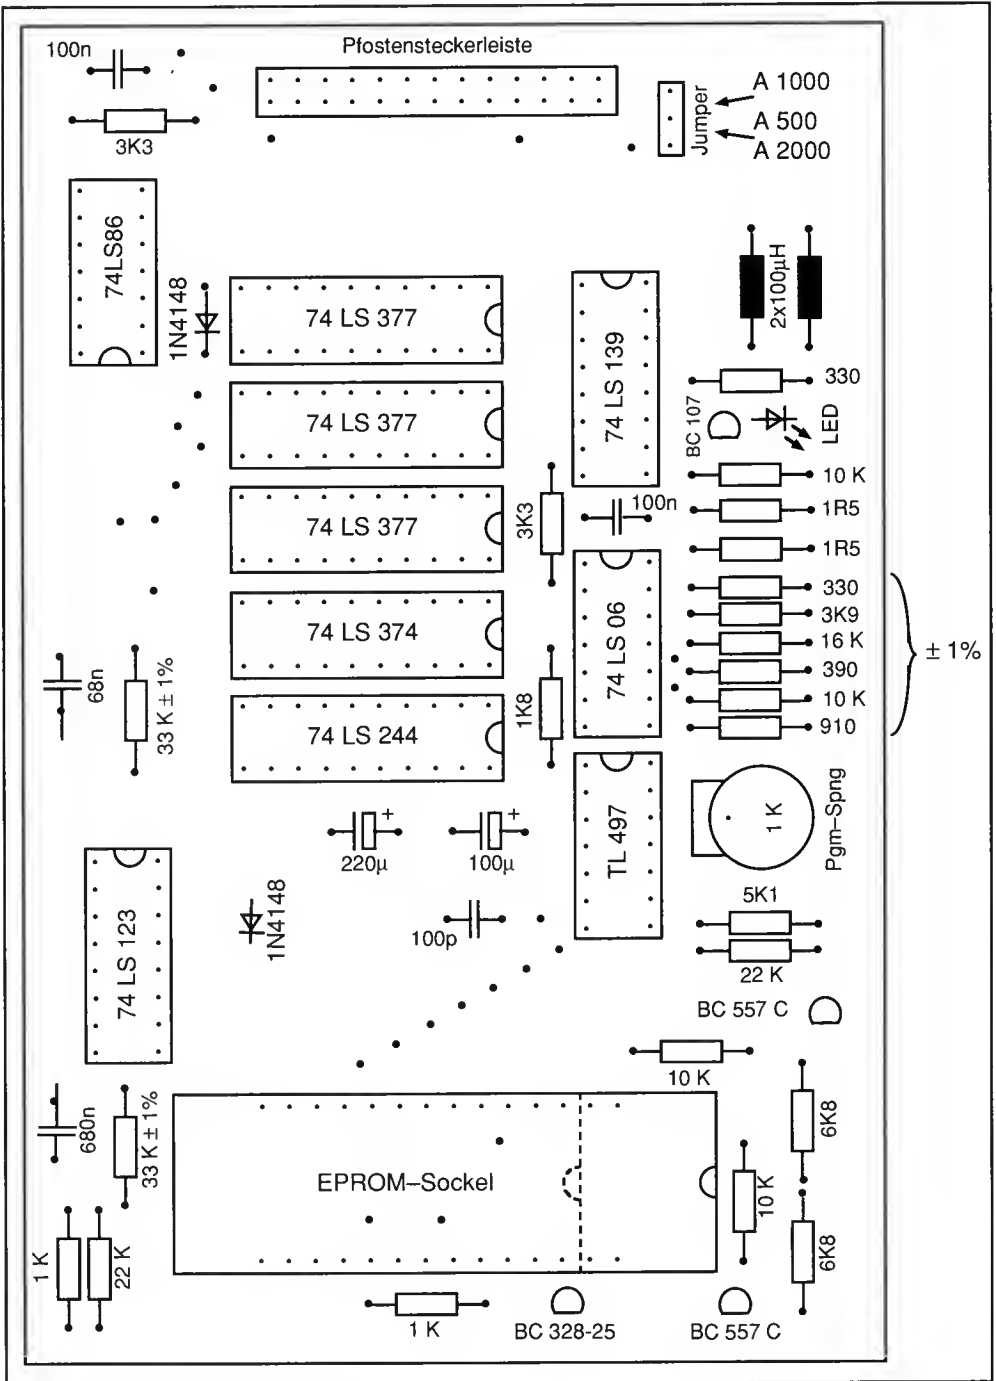 100n
Pfostensteckerleiste
3K3
Jumper
A 1000
A 500
A 2000
74LS86
1N4148
74 LS 377
74 LS 139
2x100µH
330
74 LS 377
BC 107
LED
10 K
74 LS 377
3K3
100n
1R5
1R5
330
3K9
16 K
390
10 K
910
± 1%
74 LS 374
74 LS 06
68n
33 K ± 1%
1K8
74 LS 244
220µ
+
100µ
+
TL 497
1 K
Pgm–Spng
74 LS 123
1N4148
100p
5K1
22 K
BC 557 C
10 K
680n
33 K ± 1%
EPROM–Sockel
10 K
6K8
6K8
1 K
22 K
1 K
BC 328-25
BC 557 C